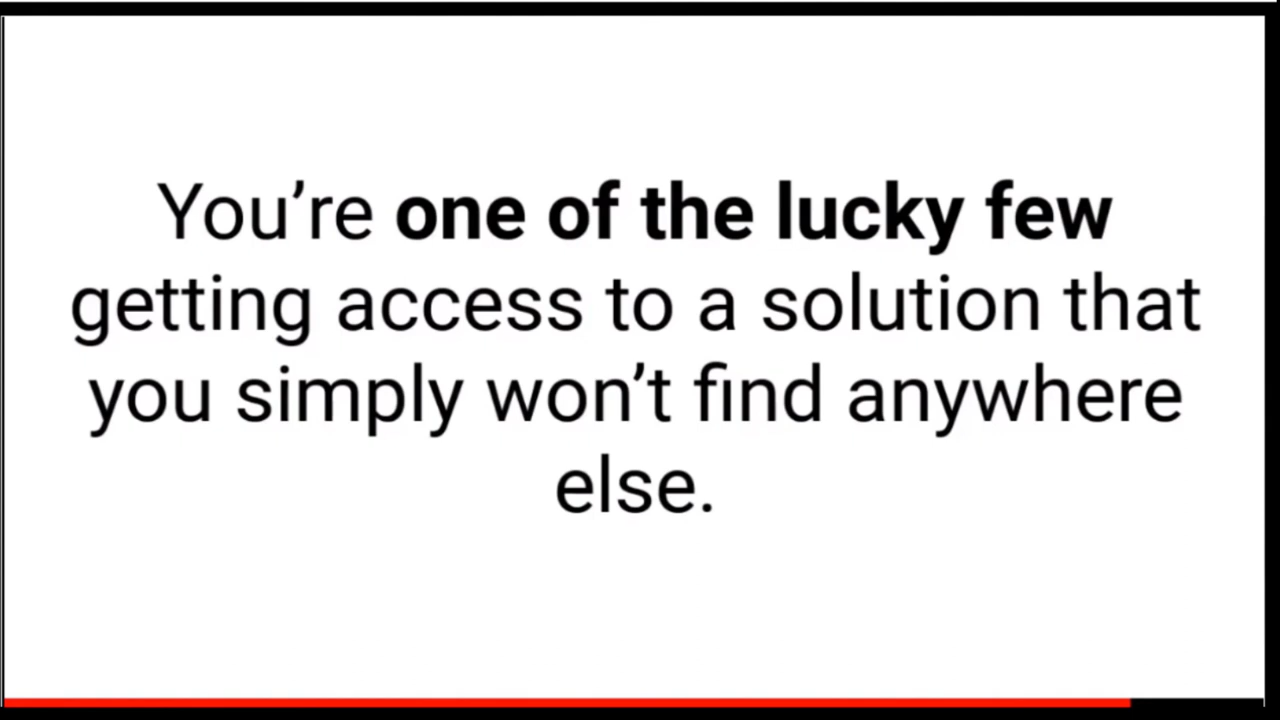 You’re one of the lucky few
getting access to a solution that
you simply won’t find anywhere
else.